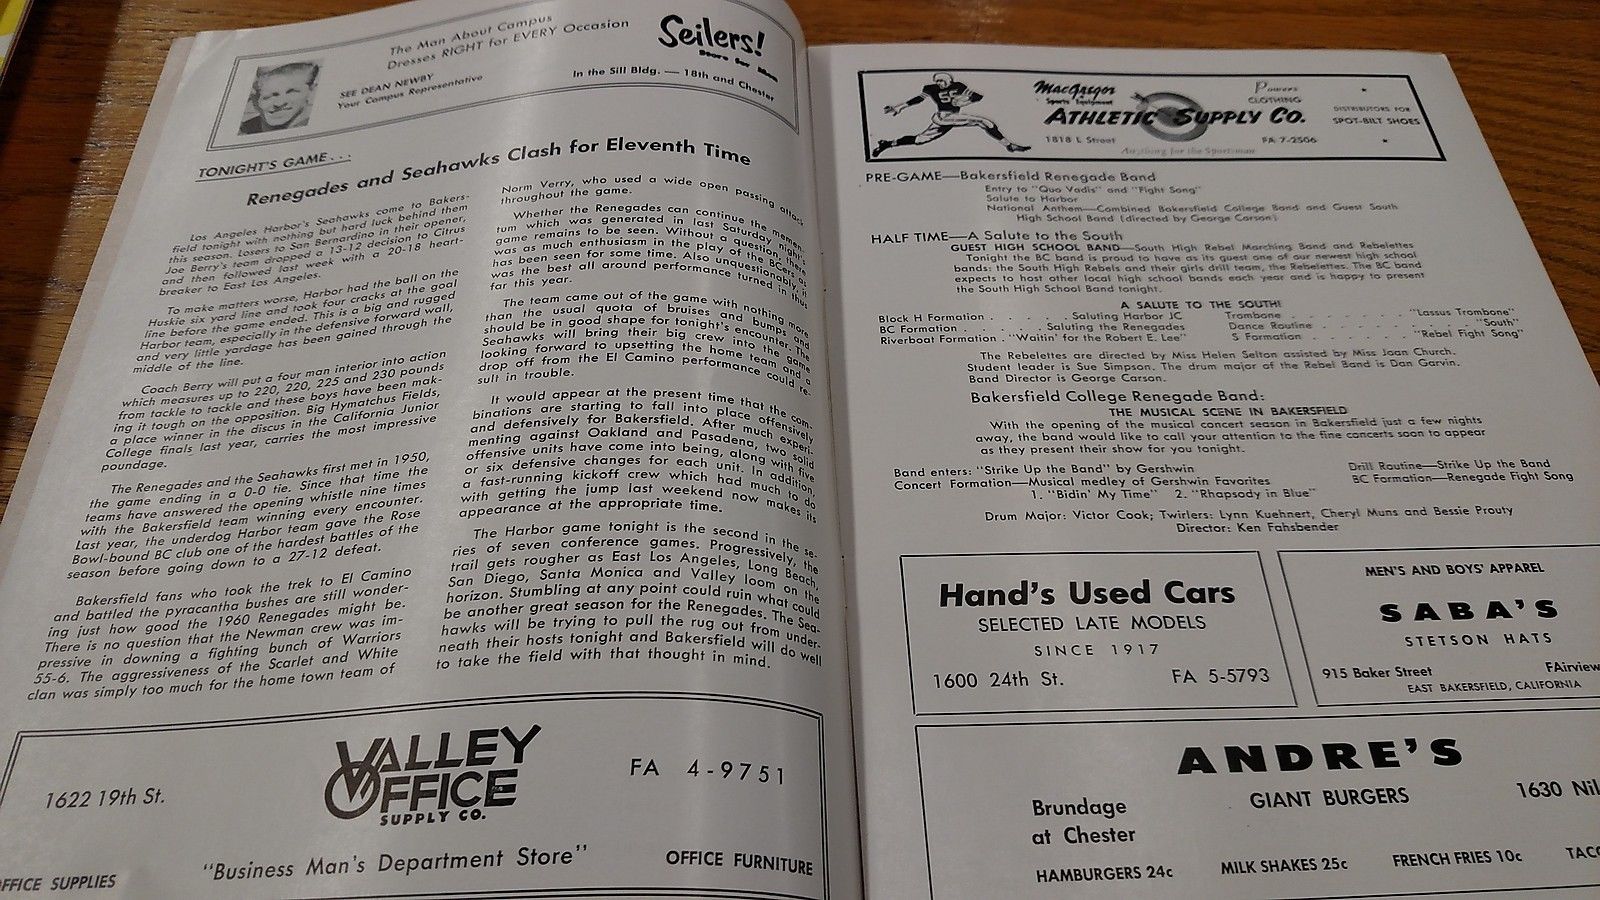 The Man About Campus
Dresses RIGHT for EVERY Occasion
SEE DEAN NEWBY
Your Campus Representative
Seilers!
Store for Men
In the Sill Bldg. — 18th and Chester
TONIGHT'S GAME . . .
Renegades and Seahawks Clash for Eleventh Time
Los Angeles Harbor's Seahawks come to Bakers-
field tonight with nothing but hard luck behind them
this season. Losers to San Bernardino in their opener,
Joe Berry's team dropped a 13-12 decision to Citrus
and then followed last week with a 20-18 heart-
breaker to East Los Angeles.
To make matters worse, Harbor had the ball on the
Huskie six yard line and took four cracks at the goal
line before the game ended. This is a big and rugged
Harbor team, especially in the defensive forward wall,
and very little yardage has been gained through the
middle of the line.
Coach Berry will put a four man interior into action
which measures up to 220, 220, 225 and 230 pounds
from tackle to tackle and these boys have been mak-
ing it tough on the opposition. Big Hymatchus Fields,
a place winner in the discus in the California Junior
College finals last year, carries the most impressive
poundage.
The Renegades and the Seahawks first met in 1950,
the game ending in a 0-0 tie. Since that time the
teams have answered the opening whistle nine times
with the Bakersfield team winning every encounter.
Last year, the underdog Harbor team gave the Rose
Bowl-bound BC club one of the hardest battles of the
season before going down to a 27-12 defeat.
Bakersfield fans who took the trek to El Camino
and battled the pyracantha bushes are still wonder-
ing just how good the 1960 Renegades might be.
There is no question that the Newman crew was im-
pressive in downing a fighting bunch of Warriors
55-6. The aggressiveness of the Scarlet and White
clan was simply too much for the home town team of
Norm Verry, who used a wide open passing attack
throughout the game.
Whether the Renegades can continue the momen-
tum which was generated in last Saturday night's
game remains to be seen. Without a question, there
was as much enthusiasm in the play of the BCers as
has been seen for some time. Also unquestionably, it
was the best all around performance turned in thus
far this year.
The team came out of the game with nothing more
than the usual quota of bruises and bumps and
should be in good shape for tonight's encounter. The
Seahawks will bring their big crew into the game
looking forward to upsetting the home team and a
drop off from the El Camino performance could re-
sult in trouble.
It would appear at the present time that the com-
binations are starting to fall into place offensively
and defensively for Bakersfield. After much experi-
menting against Oakland and Pasadena, two solid
offensive units have come into being, along with five
or six defensive changes for each unit. In addition,
a fast-running kickoff crew which had much to do
with getting the jump last weekend now makes its
appearance at the appropriate time.
The Harbor game tonight is the second in the se-
ries of seven conference games. Progressively, the
trail gets rougher as East Los Angeles, Long Beach,
San Diego, Santa Monica and Valley loom on the
horizon. Stumbling at any point could ruin what could
be another great season for the Renegades. The Sea-
hawks will be trying to pull the rug out from under-
neath their hosts tonight and Bakersfield will do well
to take the field with that thought in mind.
1622 19th St.
VALLEY
OFFICE
SUPPLY CO.
FA 4-9751
"Business Man's Department Store"
FFICE SUPPLIES
OFFICE FURNITURE
MacGregor
Sports Equipment
Powers
CLOTHING
ATHLETIC SUPPLY CO.
DISTRIBUTORS FOR
SPOT-BILT SHOES
1818 L Street
FA 7-2506
Anything for the Sportsman
PRE-GAME—Bakersfield Renegade Band
Entry to "Quo Vadis" and "Fight Song"
Salute to Harbor
National Anthem—Combined Bakersfield College Band and Guest South
High School Band (directed by George Carson)
HALF TIME—A Salute to the South
GUEST HIGH SCHOOL BAND—South High Rebel Marching Band and Rebelettes
Tonight the BC band is proud to have as its guest one of our newest high school
bands: the South High Rebels and their girls drill team, the Rebelettes. The BC band
expects to host other local high school bands each year and is happy to present
the South High School Band tonight.
A SALUTE TO THE SOUTH!
Block H Formation . . . . . . . Saluting Harbor JC
BC Formation . . . . . . Saluting the Renegades
Riverboat Formation . "Waitin' for the Robert E. Lee"
Trombone . . . . . . . . "Lassus Trombone"
Dance Routine . . . . . . . . "South"
S Formation . . . . . . . "Rebel Fight Song"
The Rebelettes are directed by Miss Helen Selton assisted by Miss Joan Church.
Student leader is Sue Simpson. The drum major of the Rebel Band is Dan Garvin.
Band Director is George Carson.
Bakersfield College Renegade Band:
THE MUSICAL SCENE IN BAKERSFIELD
With the opening of the musical concert season in Bakersfield just a few nights
away, the band would like to call your attention to the fine concerts soon to appear
as they present their show for you tonight.
Band enters: "Strike Up the Band" by Gershwin
Concert Formation—Musical medley of Gershwin Favorites
1. "Bidin' My Time" 2. "Rhapsody in Blue"
Drill Routine—Strike Up the Band
BC Formation—Renegade Fight Song
Drum Major: Victor Cook; Twirlers: Lynn Kuehnert, Cheryl Muns and Bessie Prouty
Director: Ken Fahsbender
Hand's Used Cars
SELECTED LATE MODELS
SINCE 1917
1600 24th St.
FA 5-5793
MEN'S AND BOYS' APPAREL
SABA'S
STETSON HATS
915 Baker Street
FAirview
EAST BAKERSFIELD, CALIFORNIA
ANDRE'S
GIANT BURGERS
Brundage
at Chester
1630 Nil
HAMBURGERS 24c
MILK SHAKES 25c
FRENCH FRIES 10c
TACO